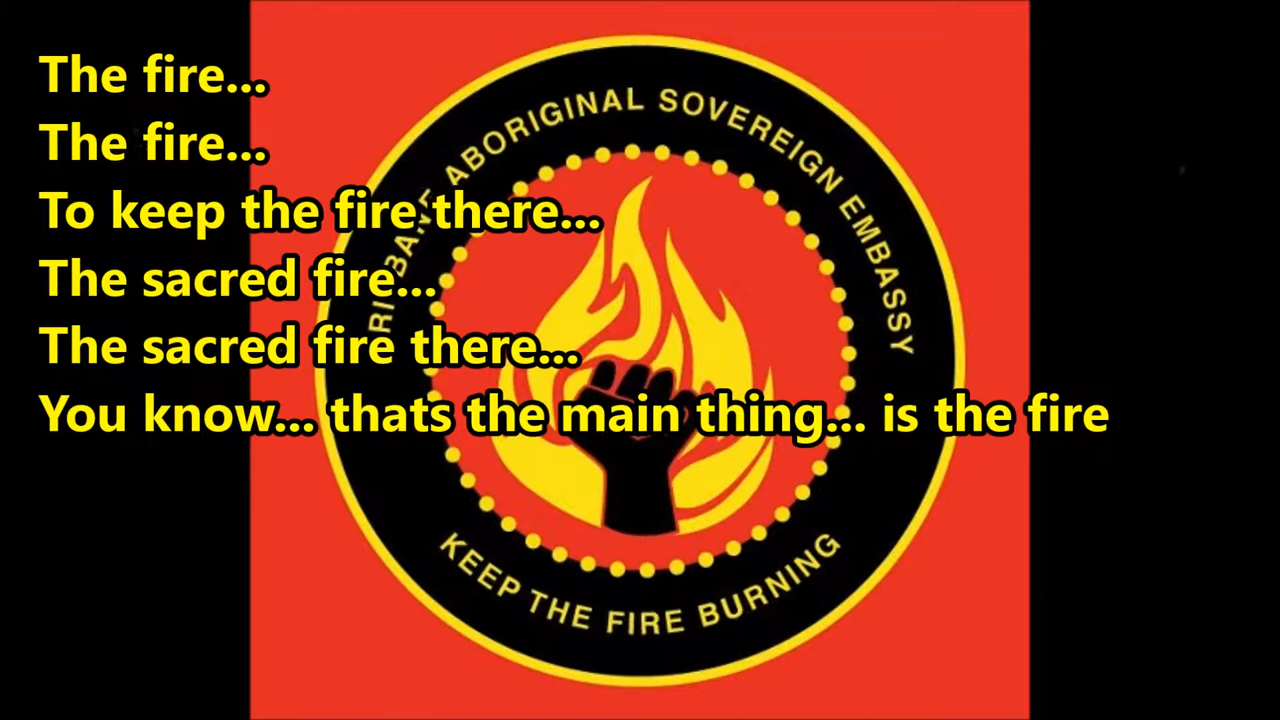 The fire...
The fire...
To keep the fire there...
The sacred fire...
The sacred fire there...
You know... thats the main thing... is the fire
BRISBANE ABORIGINAL SOVEREIGN EMBASSY
KEEP THE FIRE BURNING